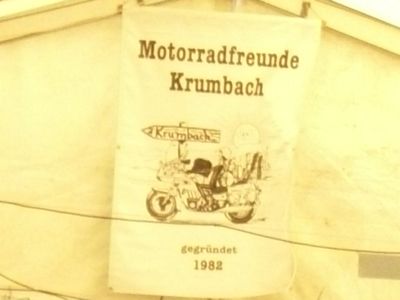 Motorradfreunde
Krumbach
Krumbach
gegründet
1982